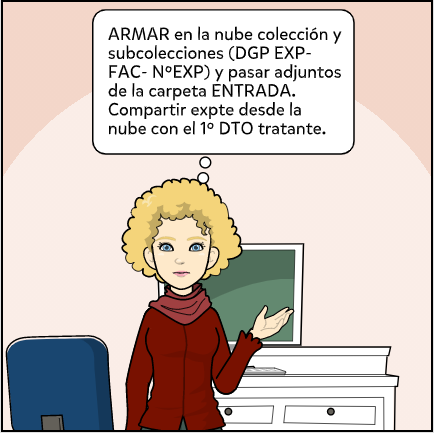 ARMAR en la nube colección y
subcolecciones (DGP EXP-
FAC- NºEXP) y pasar adjuntos
de la carpeta ENTRADA.
Compartir expte desde la
nube con el 1º DTO tratante.